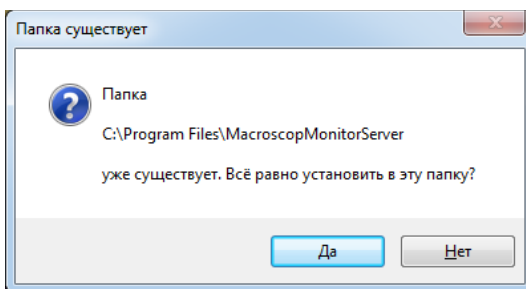 Папка существует
Папка
C:\Program Files\MacroscopMonitorServer
уже существует. Всё равно установить в эту папку?
Да
Нет